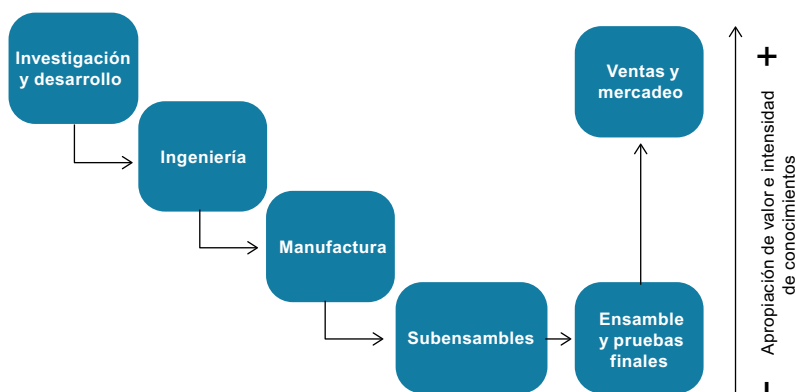 Investigación
y desarrollo
Ingeniería
Manufactura
Subensambles
Ensamble
y pruebas
finales
Ventas y
mercadeo
+
Apropiación de valor e intensidad
de conocimientos